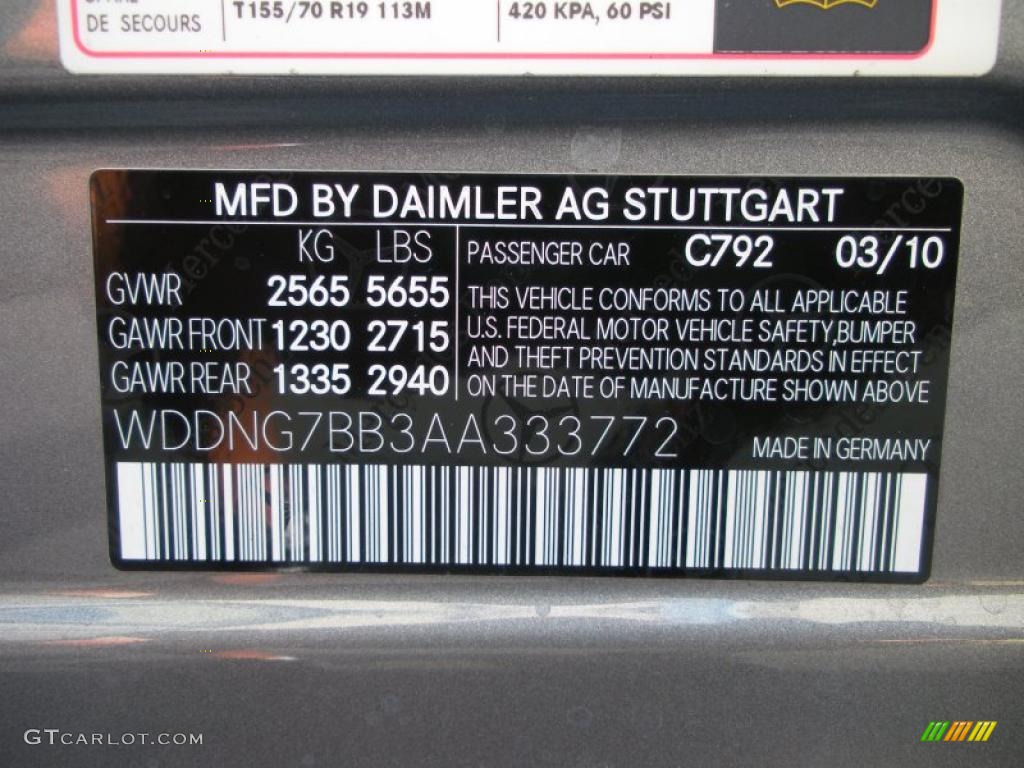 DE SECOURS T155/70 R19 113M 420 KPA, 60 PSI
MFD BY DAIMLER AG STUTTGART
KG LBS PASSENGER CAR C792 03/10
GVWR 2565 5655 THIS VEHICLE CONFORMS TO ALL APPLICABLE
GAWR FRONT 1230 2715 U.S. FEDERAL MOTOR VEHICLE SAFETY, BUMPER
AND THEFT PREVENTION STANDARDS IN EFFECT
GAWR REAR 1335 2940 ON THE DATE OF MANUFACTURE SHOWN ABOVE
WDDNG7BB3AA333772 MADE IN GERMANY
GTCARLOT.COM